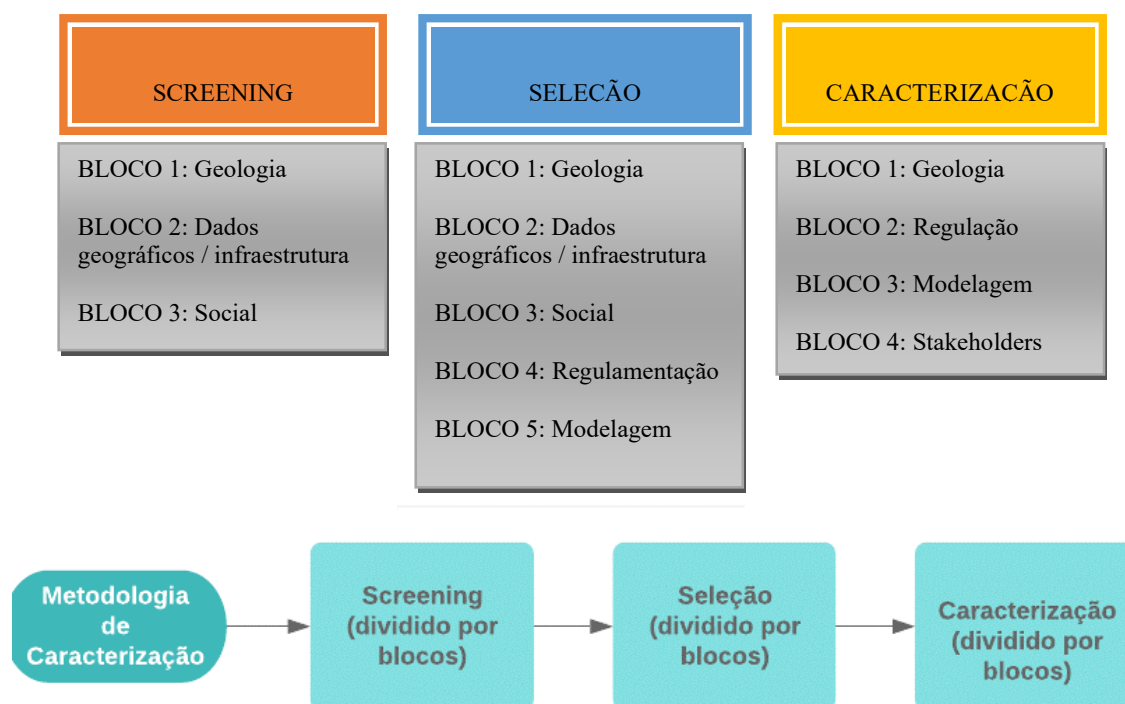 SCREENING
BLOCO 1: Geologia
BLOCO 2: Dados
geográficos / infraestrutura
BLOCO 3: Social
SELECÃO
BLOCO 1: Geologia
BLOCO 2: Dados
geográficos / infraestrutura
BLOCO 3: Social
BLOCO 4: Regulamentação
BLOCO 5: Modelagem
CARACTERIZACÃO
BLOCO 1: Geologia
BLOCO 2: Regulação
BLOCO 3: Modelagem
BLOCO 4: Stakeholders
Metodologia
de
Caracterização
Screening
(dividido por
blocos)
Seleção
(dividido por
blocos)
Caracterização
(dividido por
blocos)